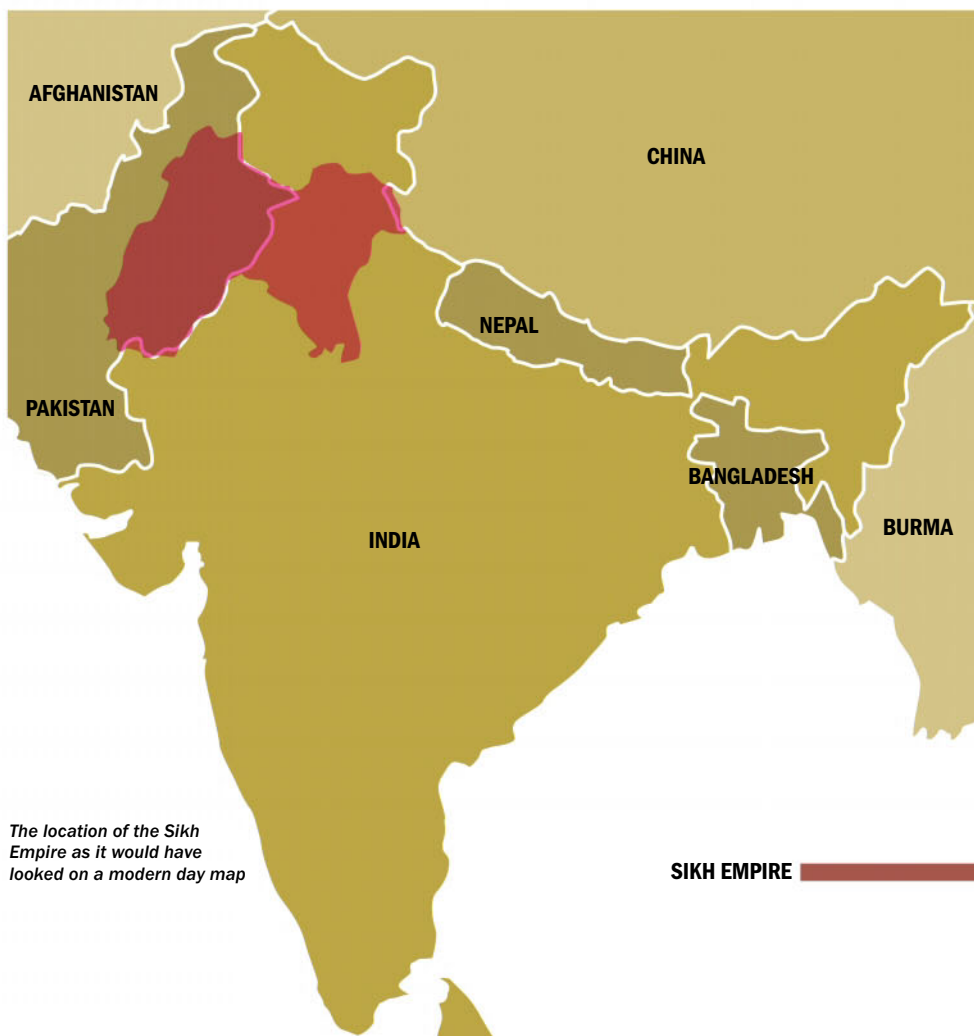 AFGHANISTAN
CHINA
NEPAL
PAKISTAN
BANGLADESH
INDIA
BURMA
The location of the Sikh
Empire as it would have
looked on a modern day map
SIKH EMPIRE